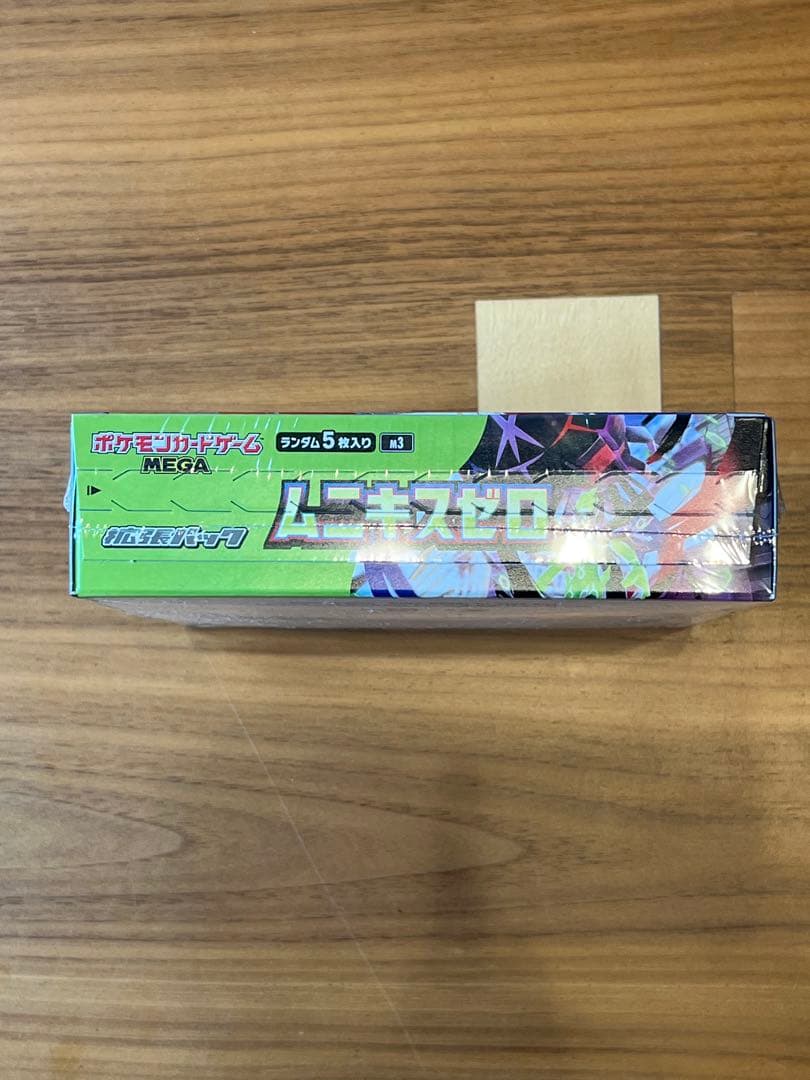 ポケモンカードゲーム
MEGA
ランダム5枚入り
M3
拡張パック
ムニキスゼロ